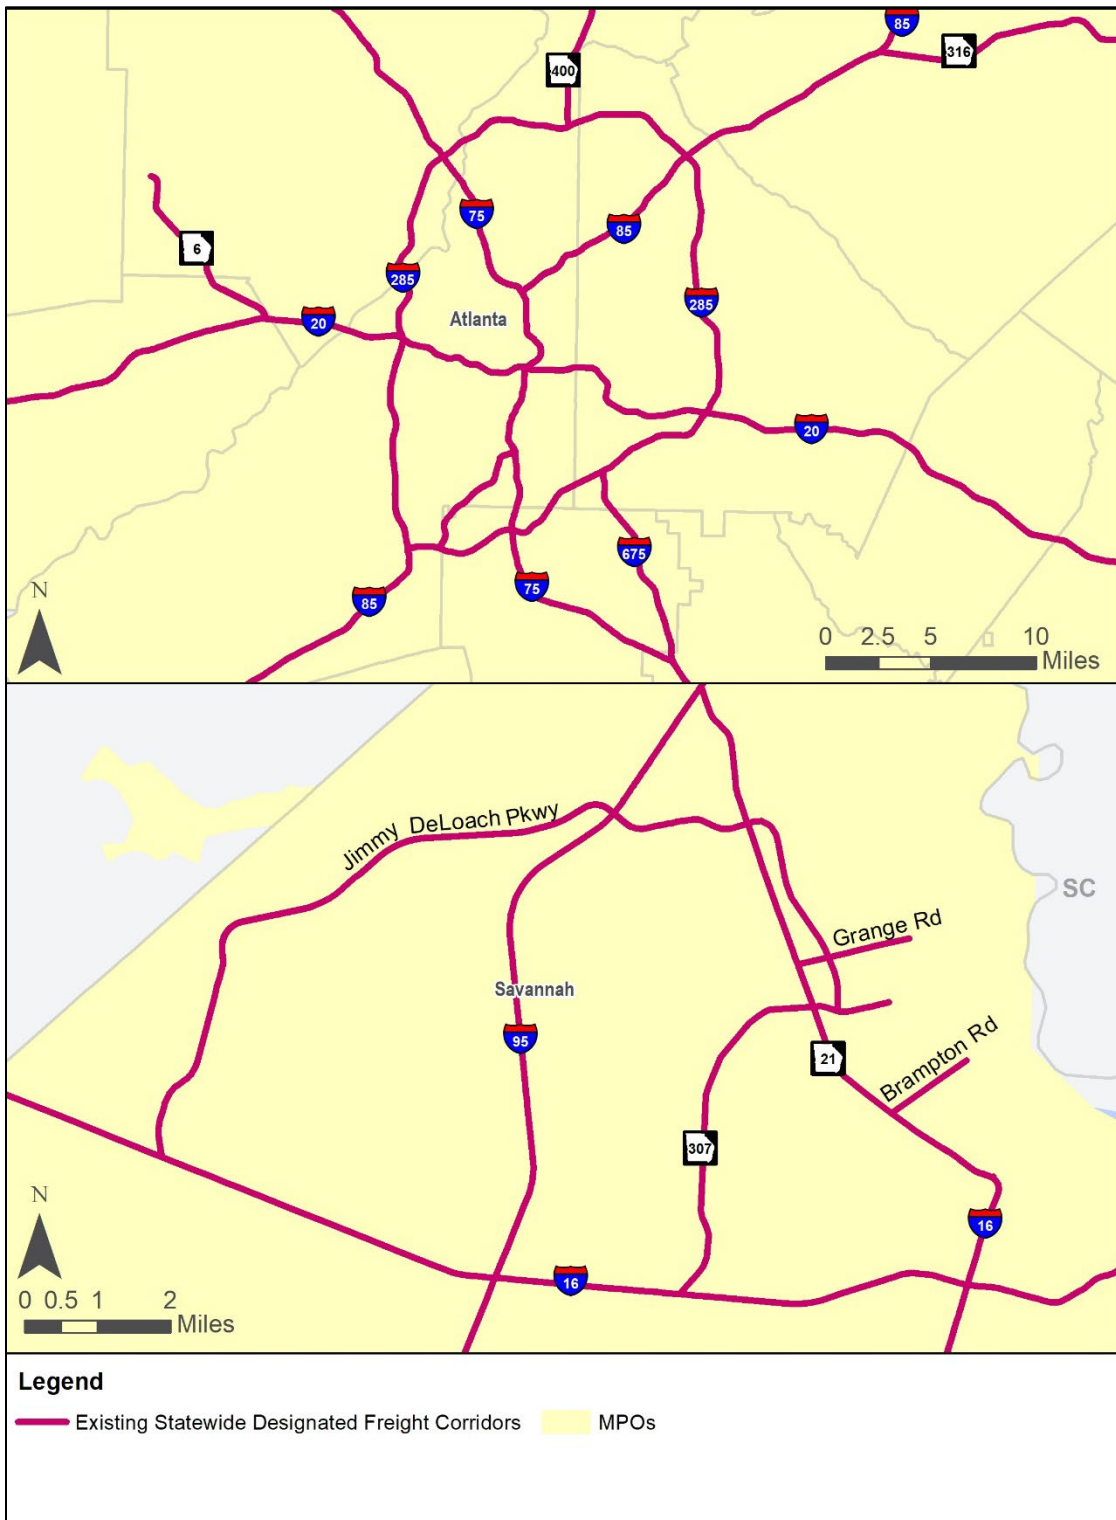 85
316
400
75
85
6
285
285
20
Atlanta
20
675
75
85
N
0 2.5 5 10
Miles
Jimmy DeLoach Pkwy
SC
Grange Rd
Savannah
95
21
Brampton Rd
307
N
16
16
0 0.5 1 2
Miles
Legend
Existing Statewide Designated Freight Corridors MPOs